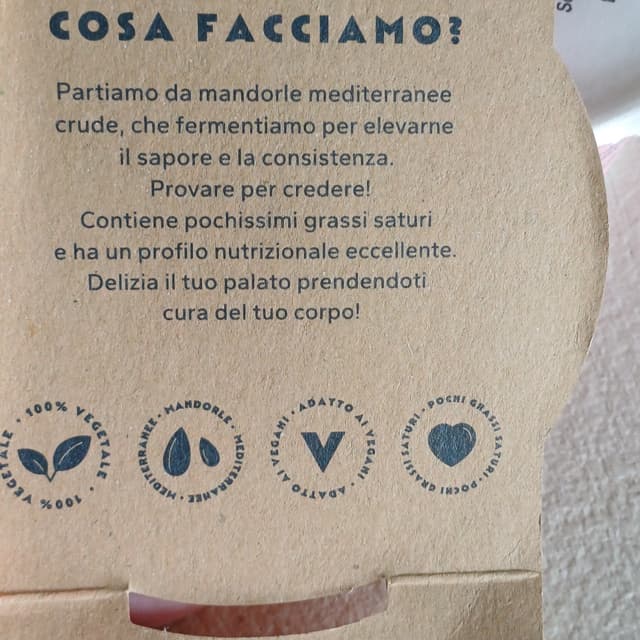 COSA FACCIAMO?
Partiamo da mandorle mediterranee
crude, che fermentiamo per elevarne
il sapore e la consistenza.
Provare per credere!
Contiene pochissimi grassi saturi
e ha un profilo nutrizionale eccellente.
Delizia il tuo palato prendendoti
cura del tuo corpo!
100% VEGETALE · 100% VEGETALE ·
MANDORLE · MEDITERRANEE · MEDITERRANEE ·
ADATTO AI VEGANI · ADATTO AI VEGANI ·
V
POCHI GRASSI SATURI · POCHI GRASSI SATURI ·